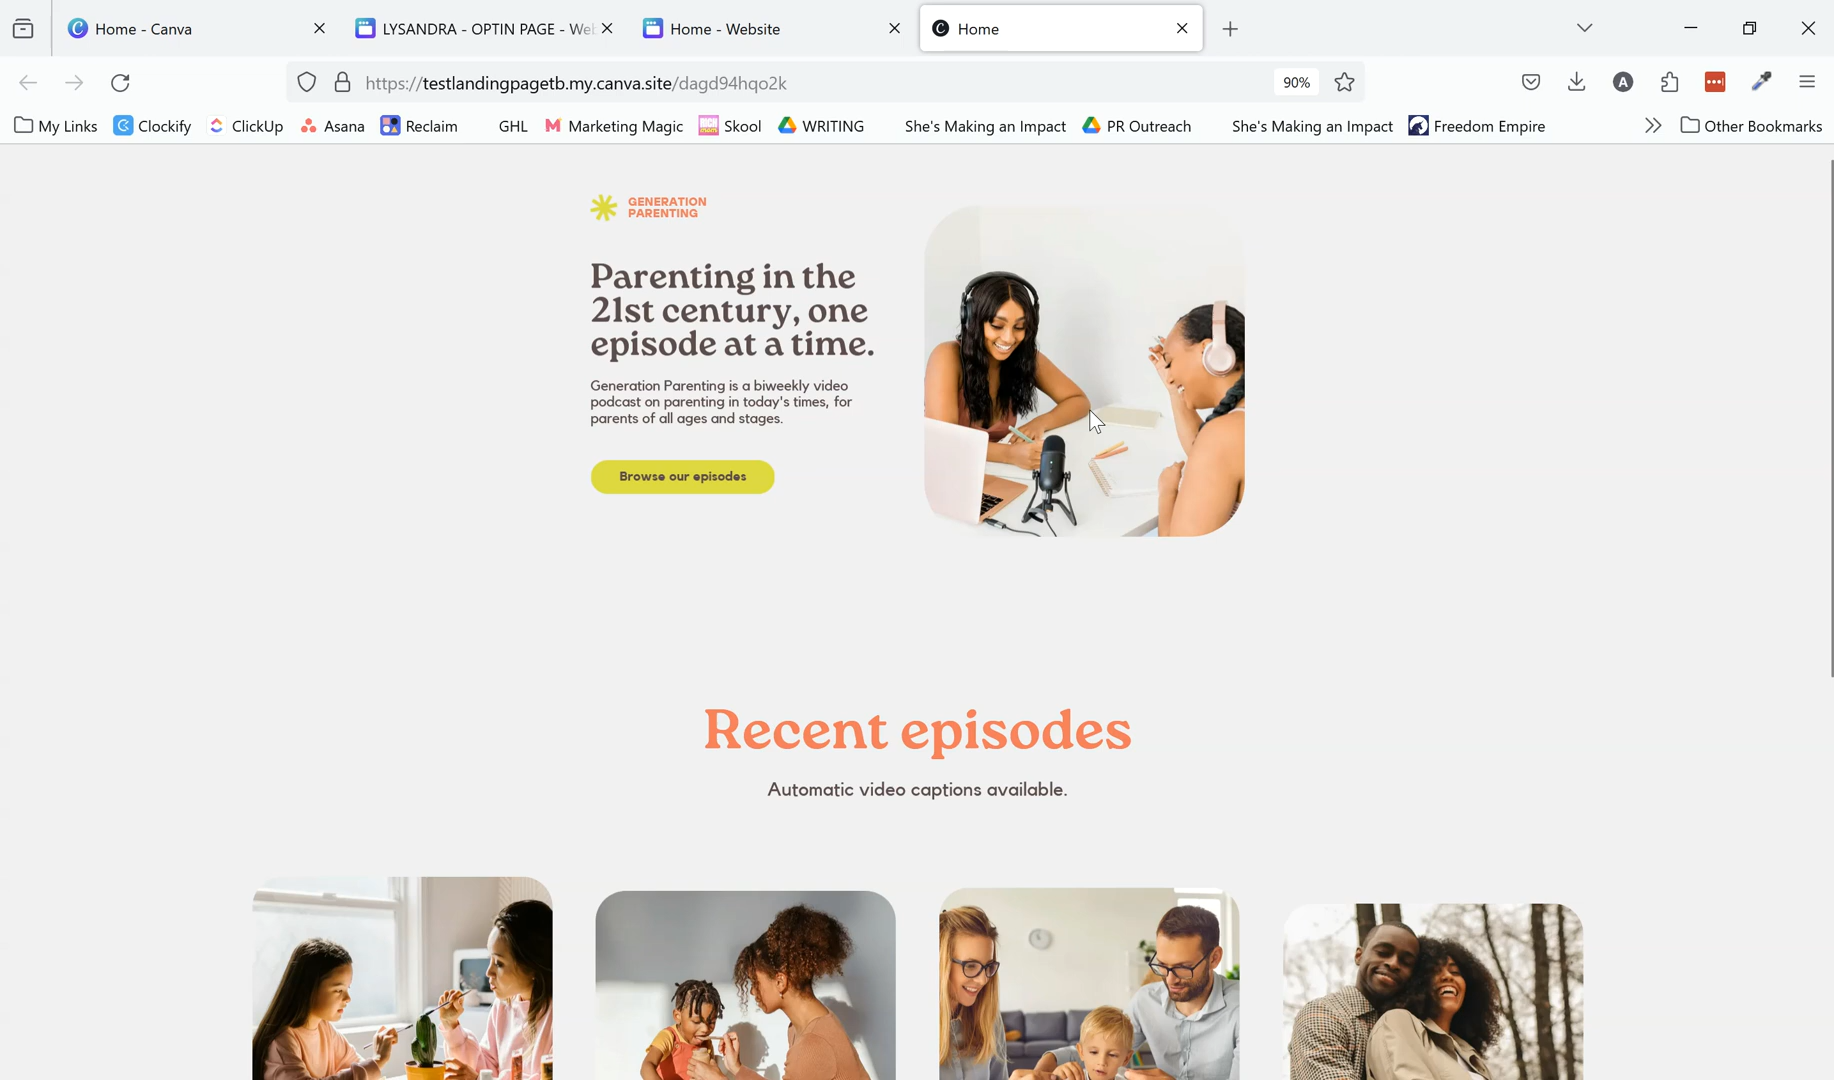 Home - Canva
LYSANDRA - OPTIN PAGE - Web
Home - Website
Home
https://testlandingpagetb.my.canva.site/dagd94hqo2k
90%
A
My Links
Clockify
ClickUp
Asana
Reclaim
GHL
Marketing Magic
Skool
WRITING
She's Making an Impact
PR Outreach
She's Making an Impact
Freedom Empire
Other Bookmarks
GENERATION
PARENTING
Parenting in the
21st century, one
episode at a time.
Generation Parenting is a biweekly video
podcast on parenting in today's times, for
parents of all ages and stages.
Browse our episodes
Recent episodes
Automatic video captions available.